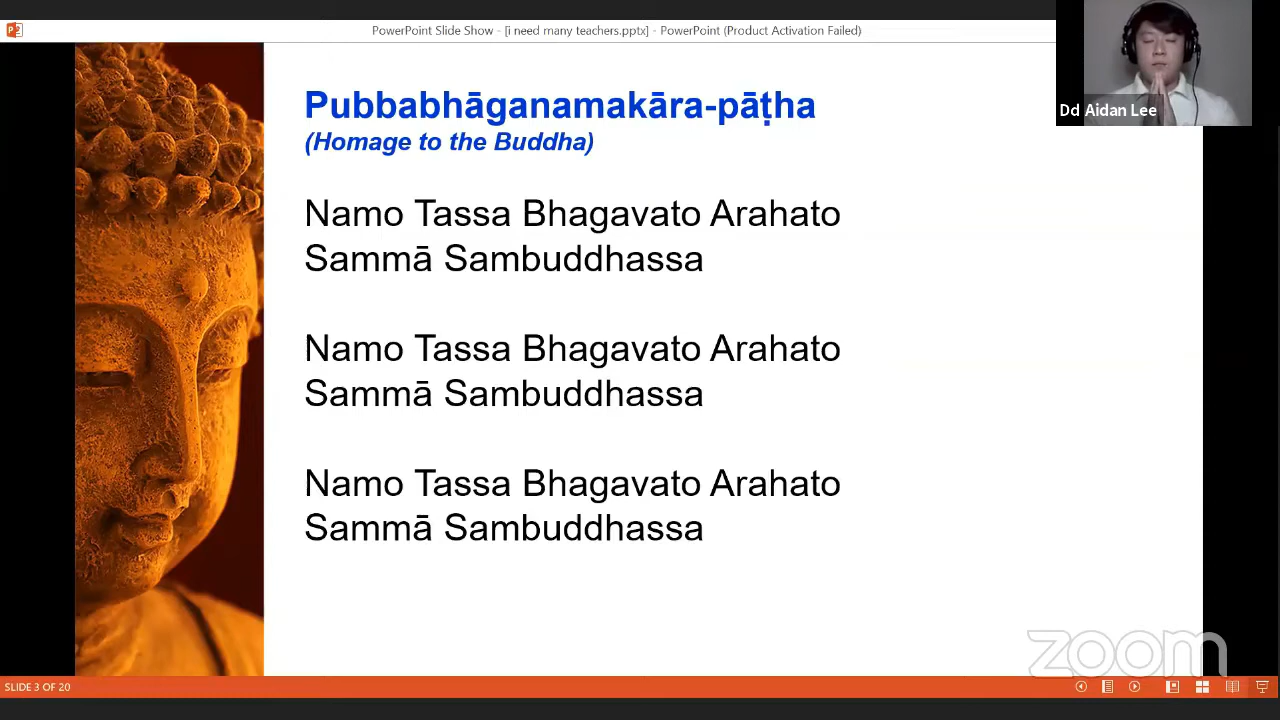 PowerPoint Slide Show - [i need many teachers.pptx] - PowerPoint (Product Activation Failed)
Dd Aidan Lee
Pubbabhāganamakāra-pāṭha
(Homage to the Buddha)
Namo Tassa Bhagavato Arahato
Sammā Sambuddhassa
Namo Tassa Bhagavato Arahato
Sammā Sambuddhassa
Namo Tassa Bhagavato Arahato
Sammā Sambuddhassa
zoom
SLIDE 3 OF 20